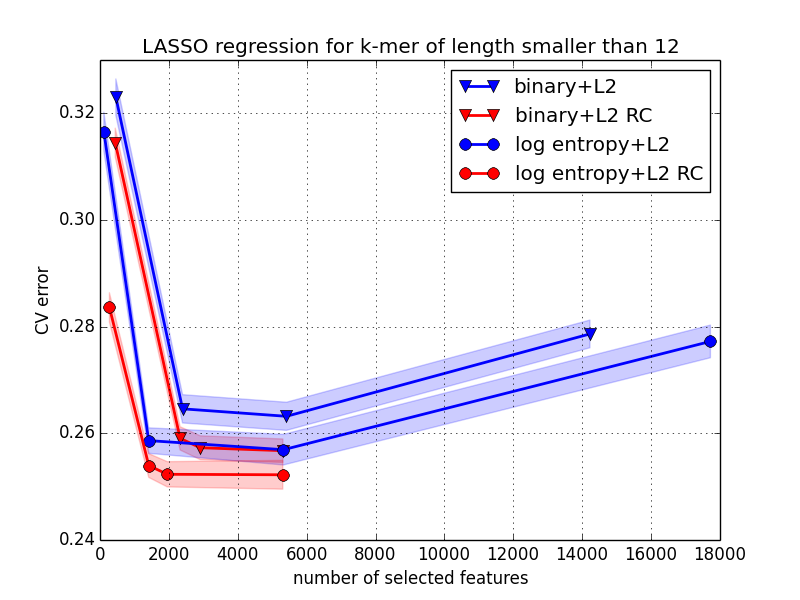 LASSO regression for k-mer of length smaller than 12
binary+L2
binary+L2 RC
log entropy+L2
log entropy+L2 RC
CV error
0.32
0.30
0.28
0.26
0.24
0 2000 4000 6000 8000 10000 12000 14000 16000 18000
number of selected features